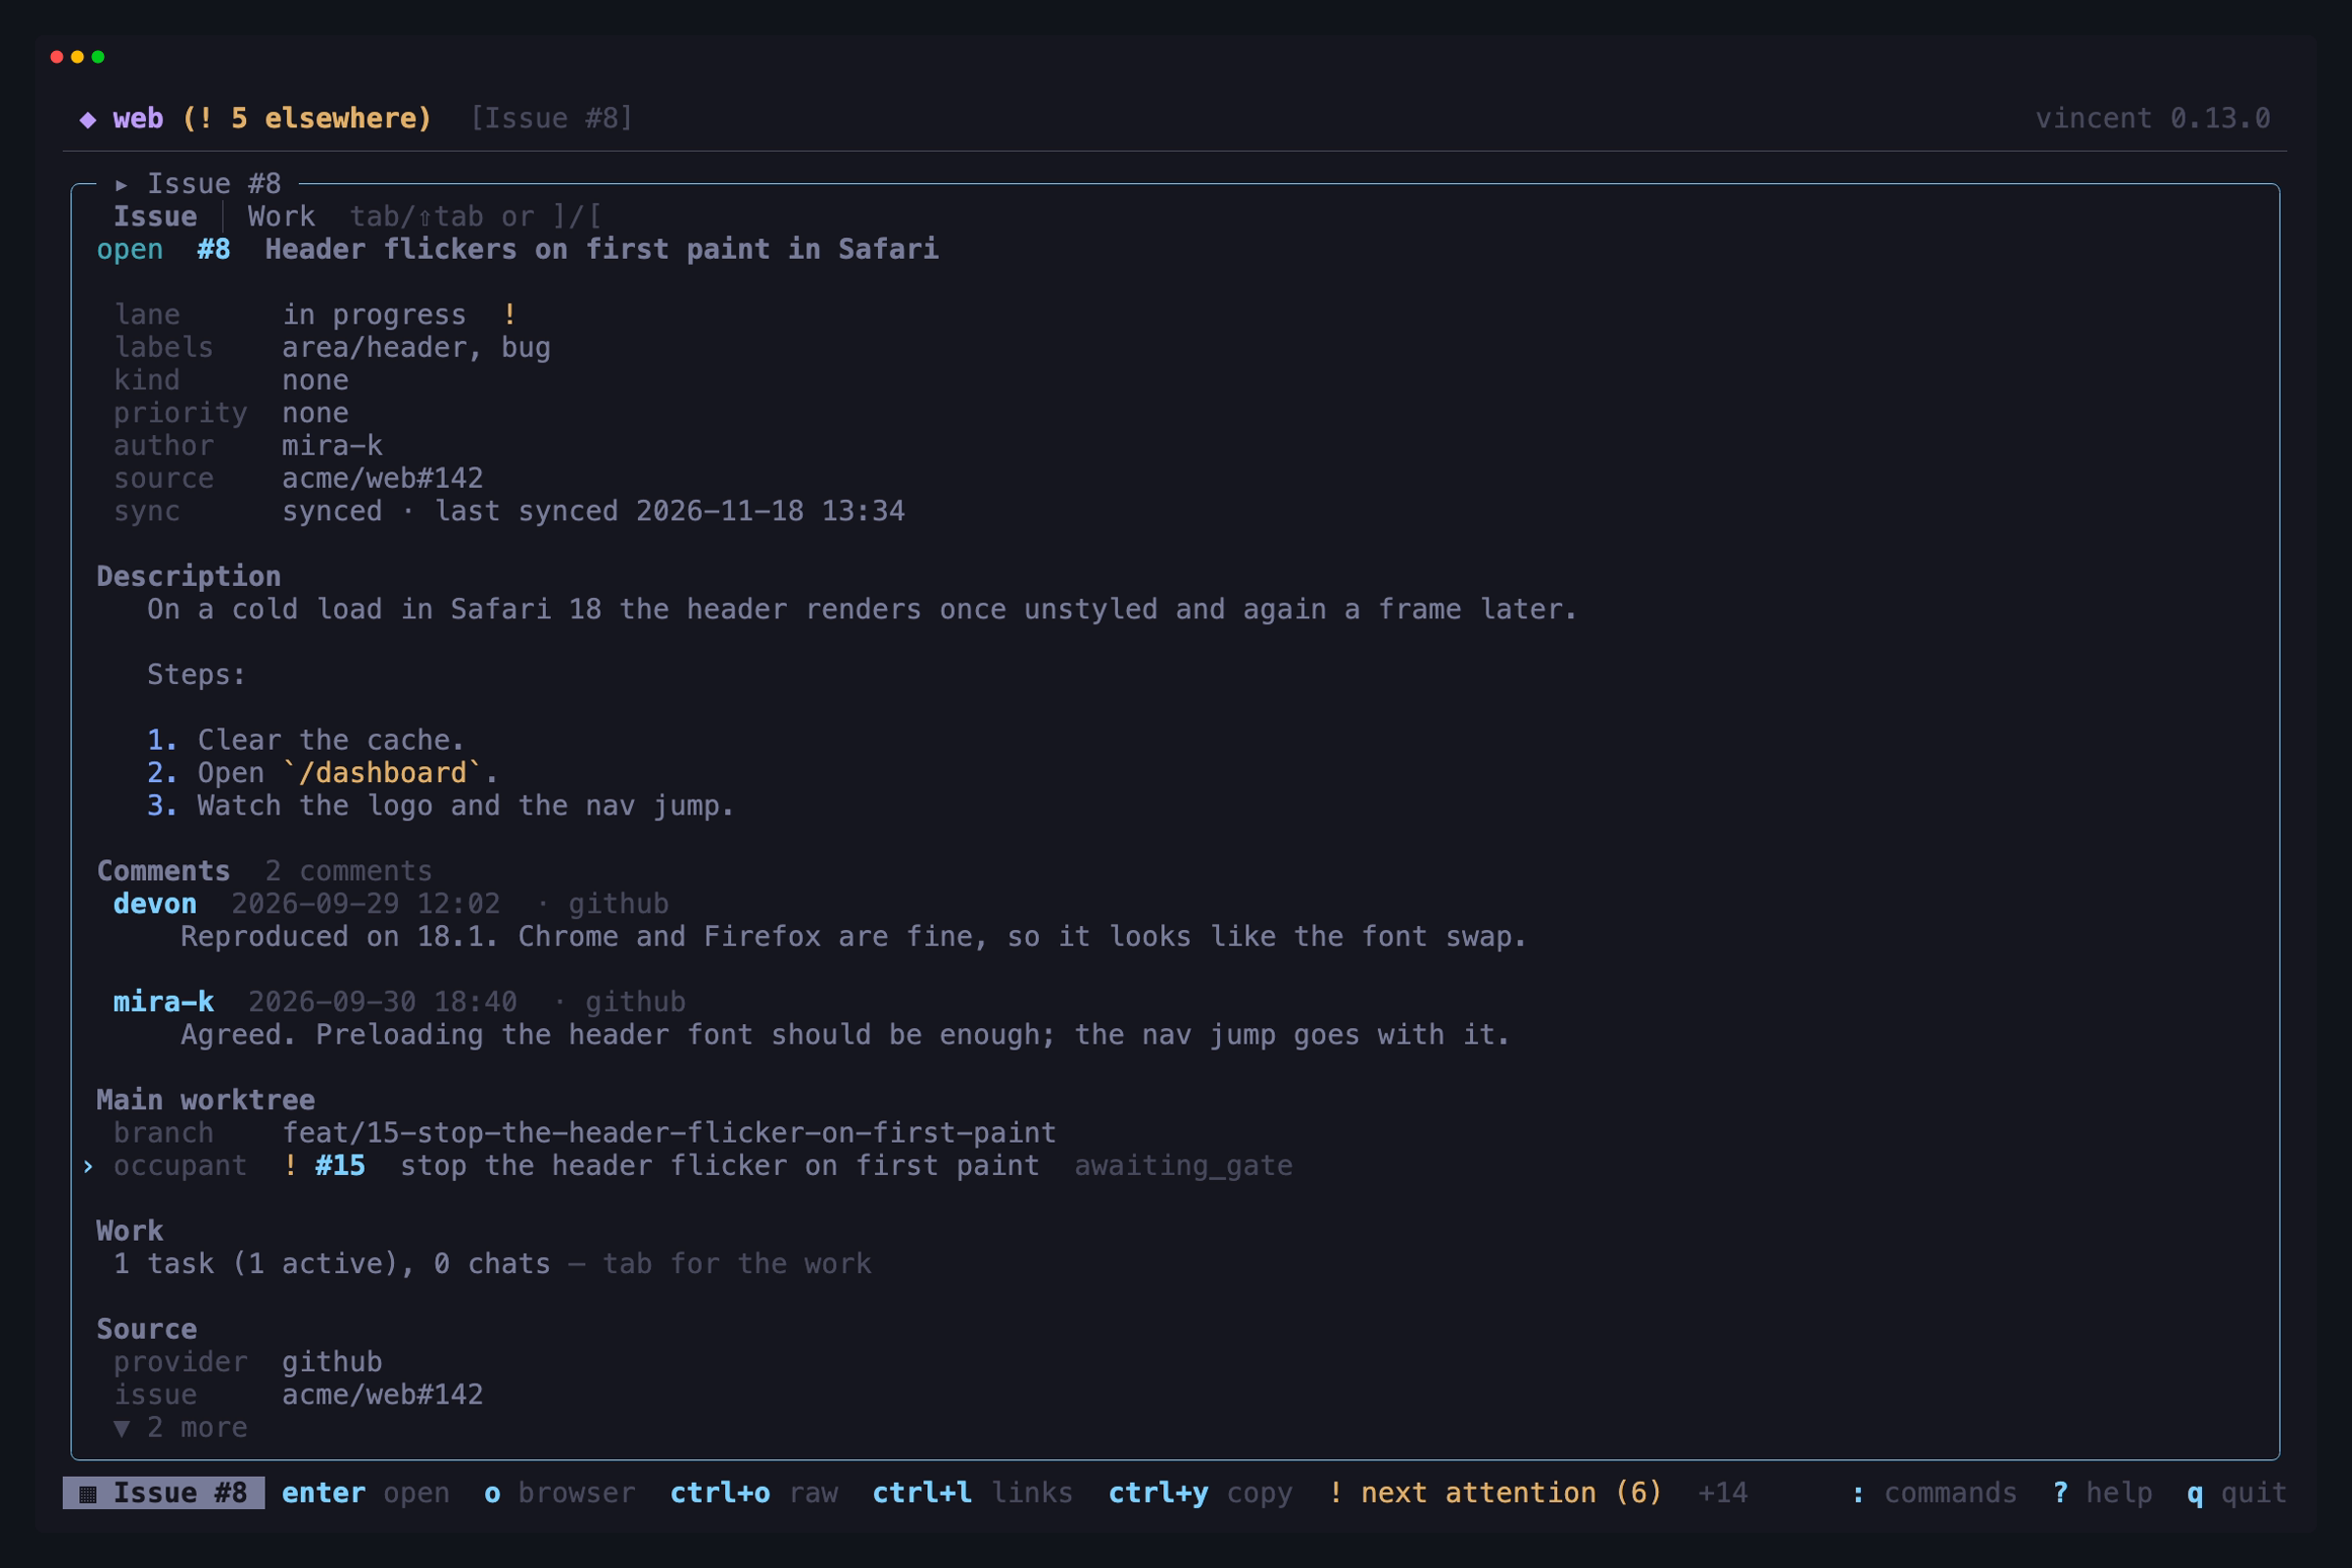 ◆ web (! 5 elsewhere)  [Issue #8]  vincent 0.13.0
▸ Issue #8
Issue │ Work  tab/⇧tab or ]/[
open  #8  Header flickers on first paint in Safari
lane  in progress  !
labels  area/header, bug
kind  none
priority  none
author  mira-k
source  acme/web#142
sync  synced · last synced 2026-11-18 13:34
Description
On a cold load in Safari 18 the header renders once unstyled and again a frame later.
Steps:
1. Clear the cache.
2. Open `/dashboard`.
3. Watch the logo and the nav jump.
Comments  2 comments
devon  2026-09-29 12:02  · github
Reproduced on 18.1. Chrome and Firefox are fine, so it looks like the font swap.
mira-k  2026-09-30 18:40  · github
Agreed. Preloading the header font should be enough; the nav jump goes with it.
Main worktree
branch  feat/15-stop-the-header-flicker-on-first-paint
› occupant  ! #15  stop the header flicker on first paint  awaiting_gate
Work
1 task (1 active), 0 chats — tab for the work
Source
provider  github
issue  acme/web#142
▼ 2 more
▦ Issue #8  enter open  o browser  ctrl+o raw  ctrl+l links  ctrl+y copy  ! next attention (6)  +14  : commands  ? help  q quit